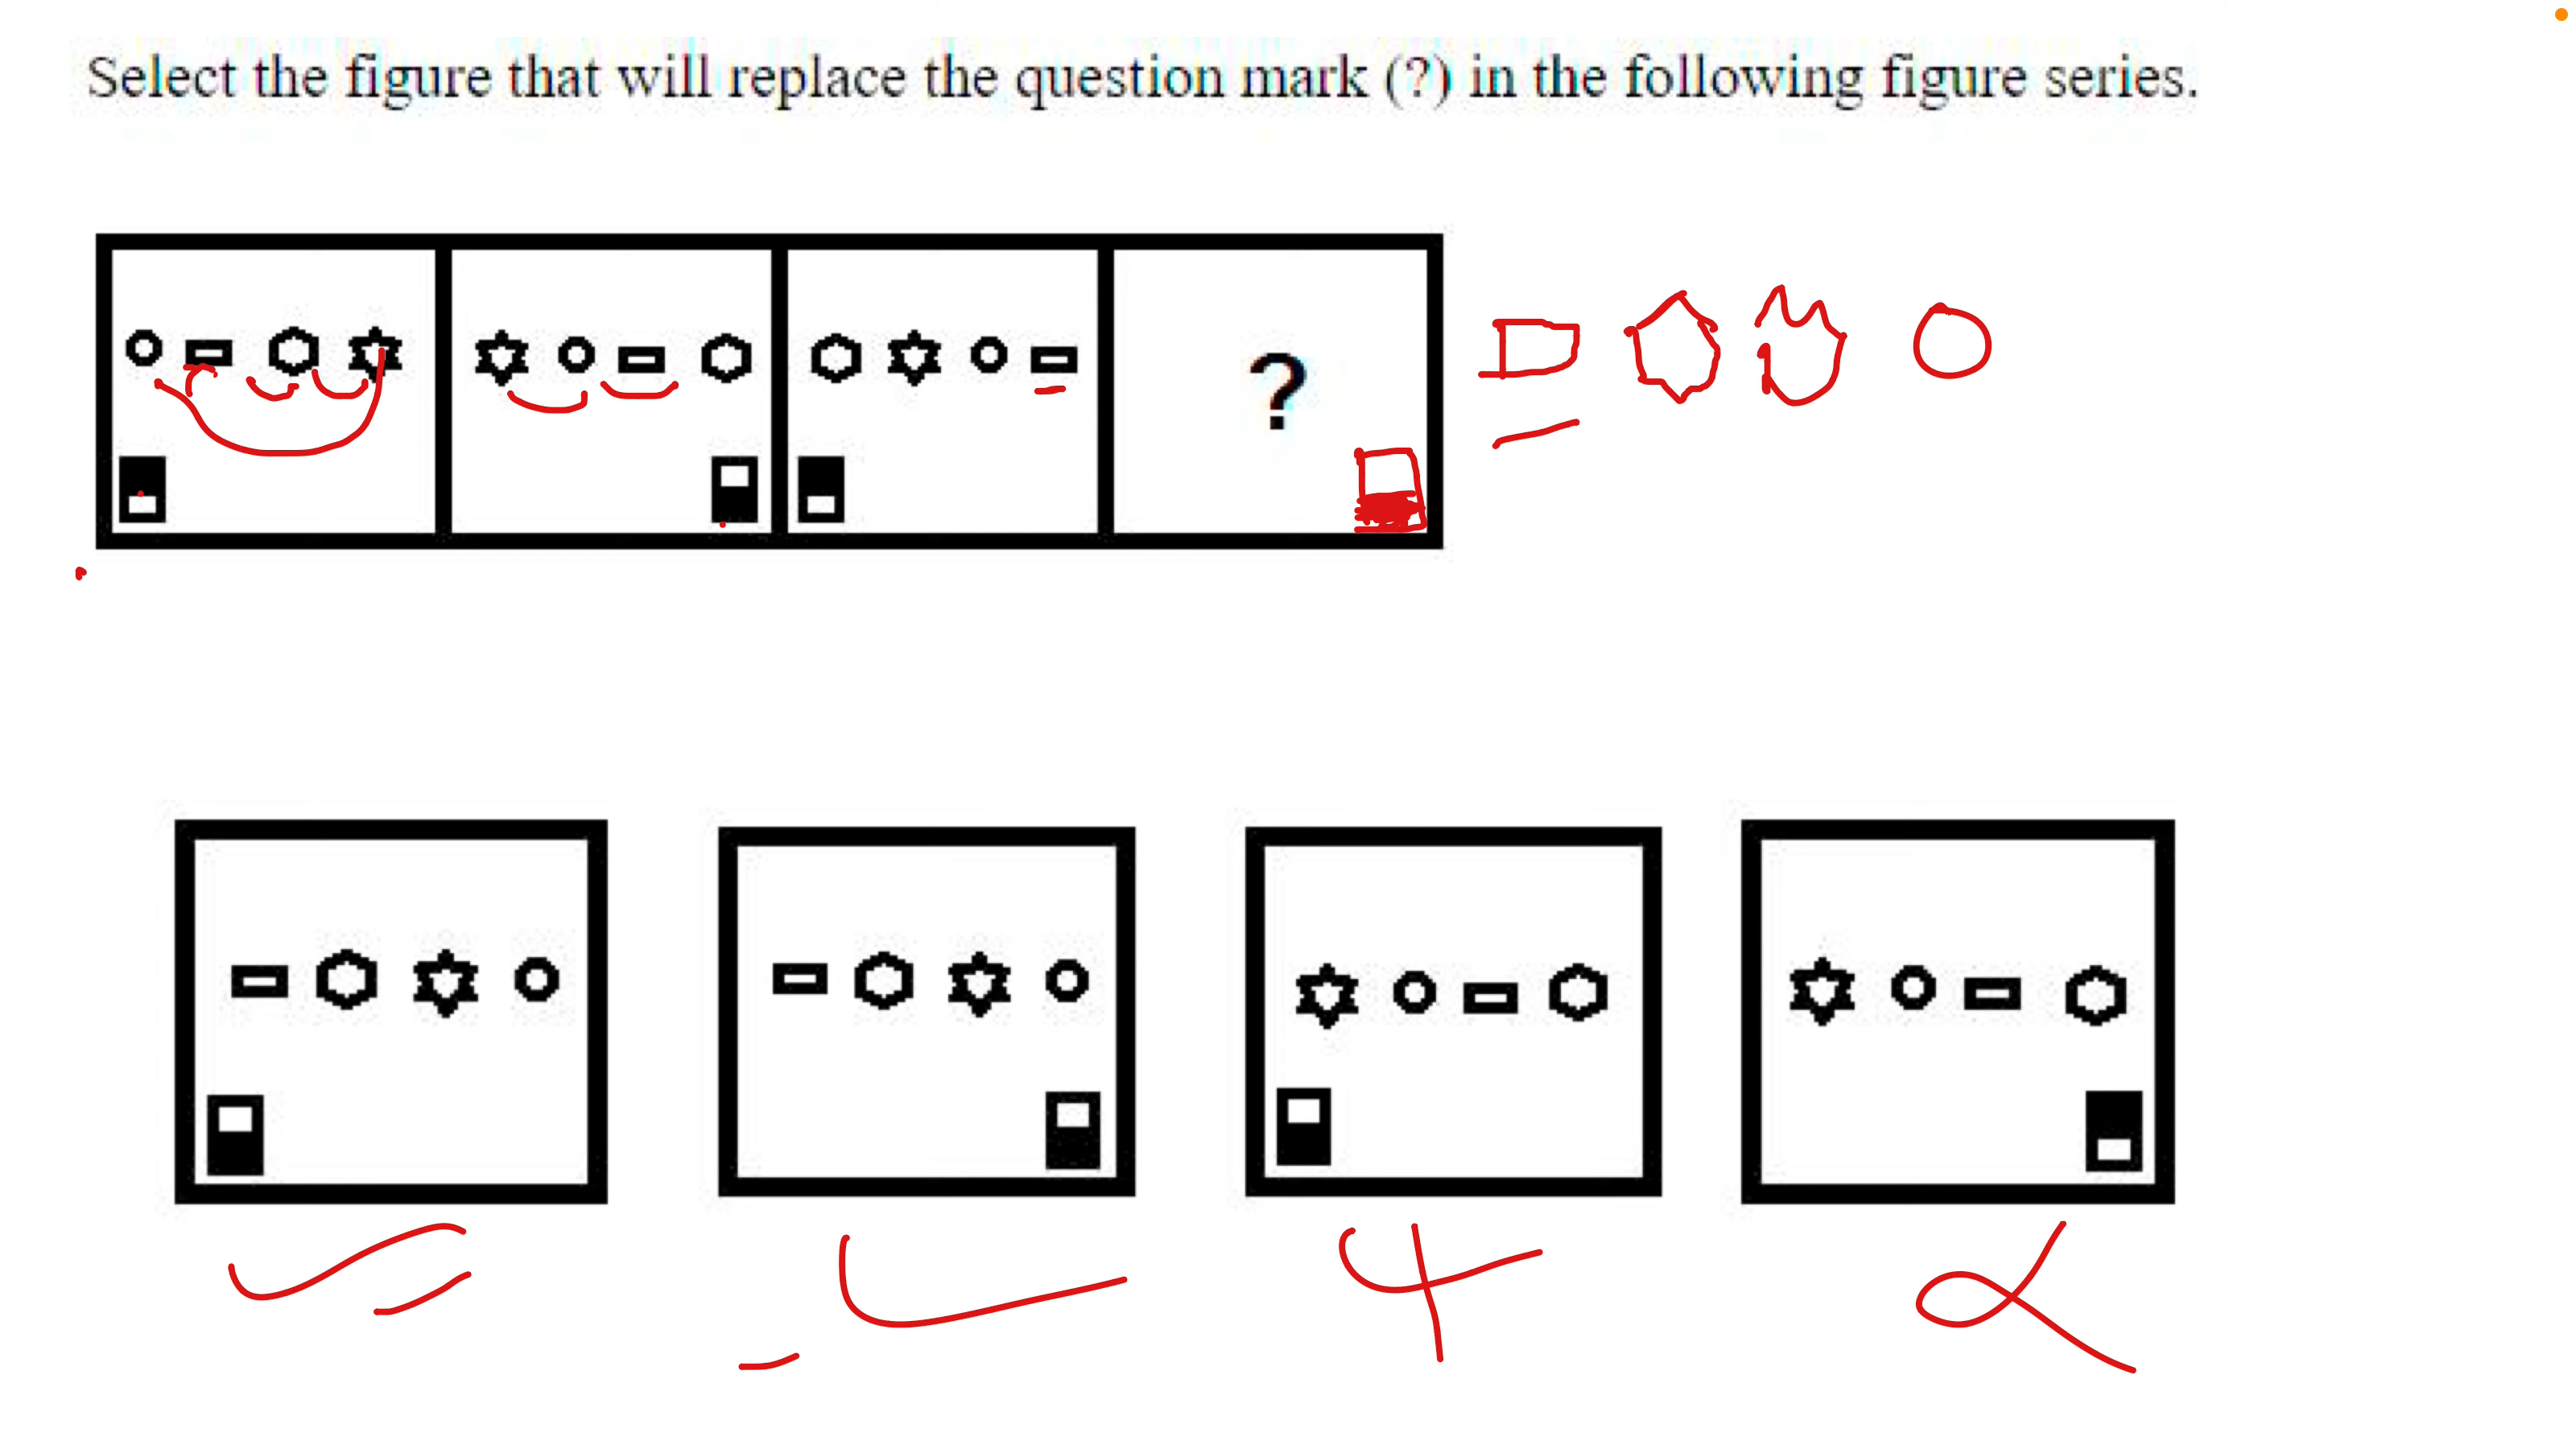 Select the figure that will replace the question mark (?) in the following figure series.
?